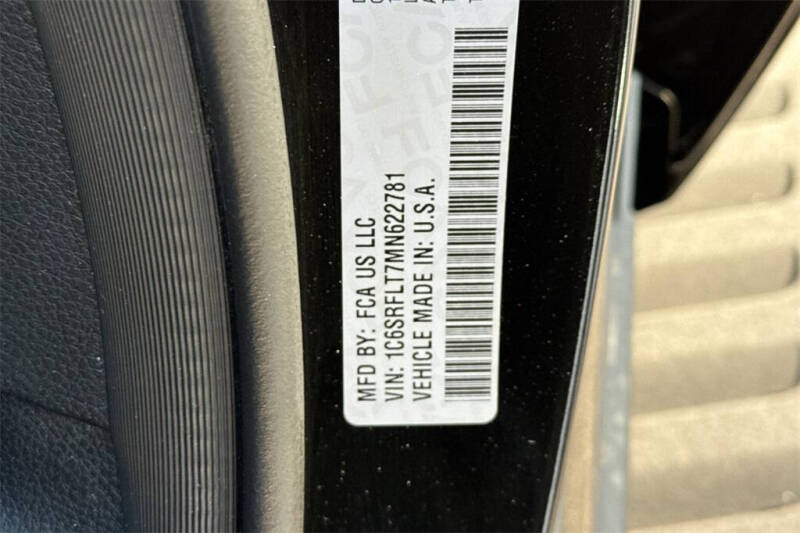 MFD BY: FCA US LLC
VIN: 1C6SRFLT7MN622781
VEHICLE MADE IN: U.S.A.